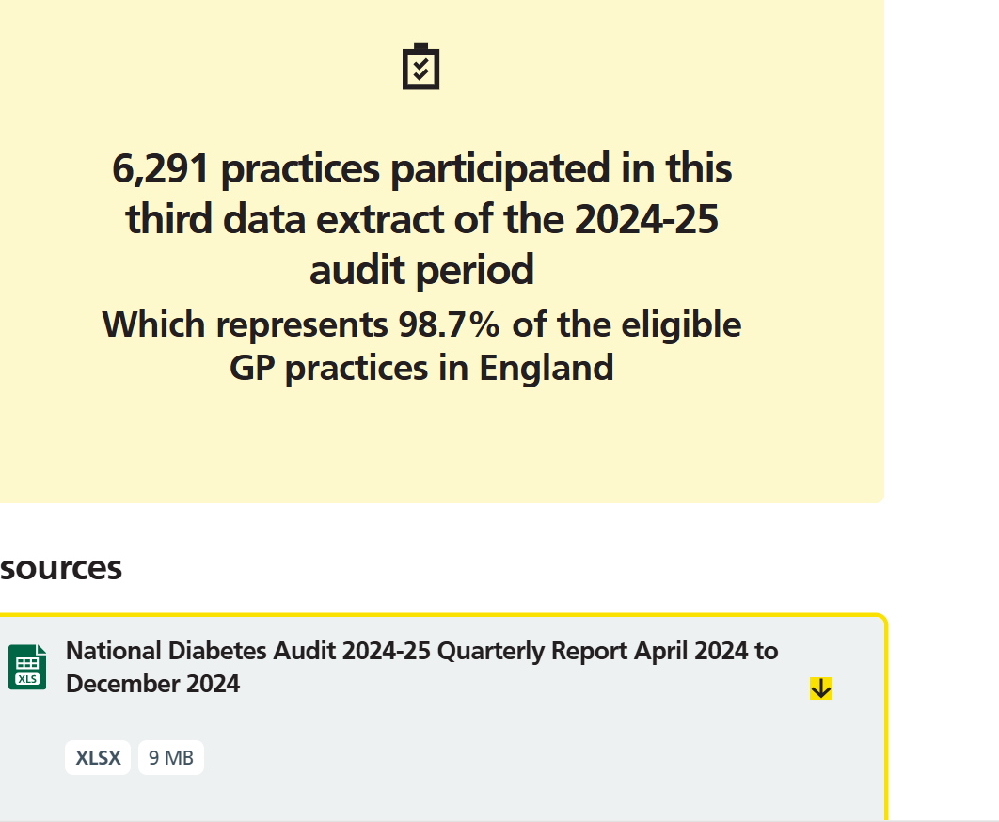 6,291 practices participated in this
third data extract of the 2024-25
audit period
Which represents 98.7% of the eligible
GP practices in England
sources
National Diabetes Audit 2024-25 Quarterly Report April 2024 to
December 2024
XLS
XLSX 9 MB